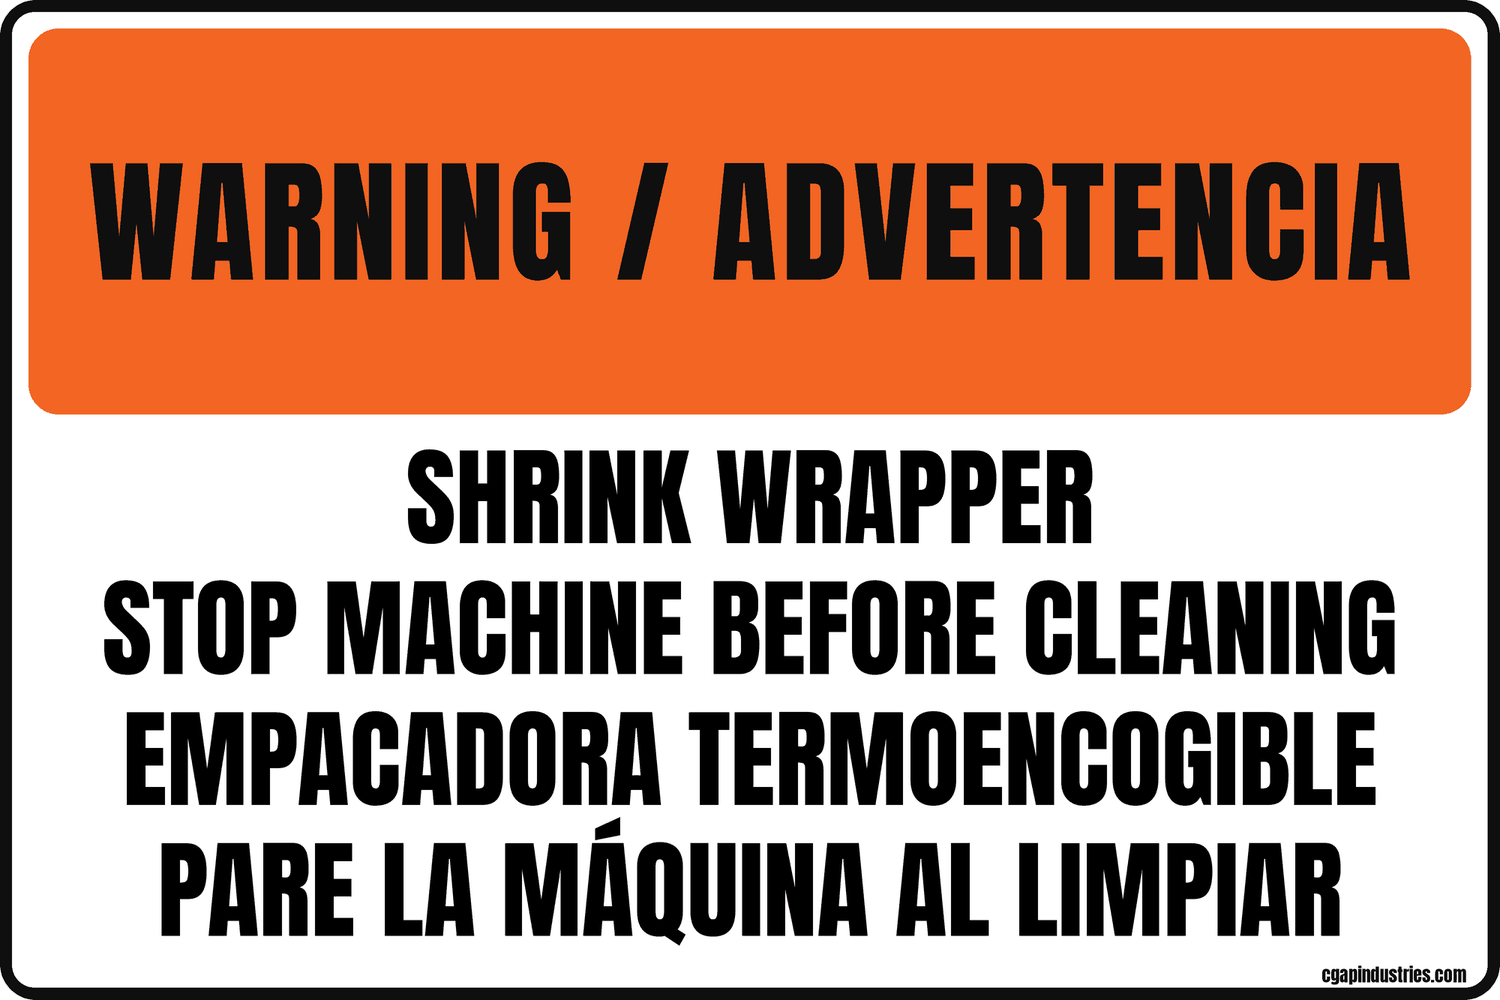 WARNING / ADVERTENCIA
SHRINK WRAPPER
STOP MACHINE BEFORE CLEANING
EMPACADORA TERMOENCOGIBLE
PARE LA MÁQUINA AL LIMPIAR
cgapindustries.com